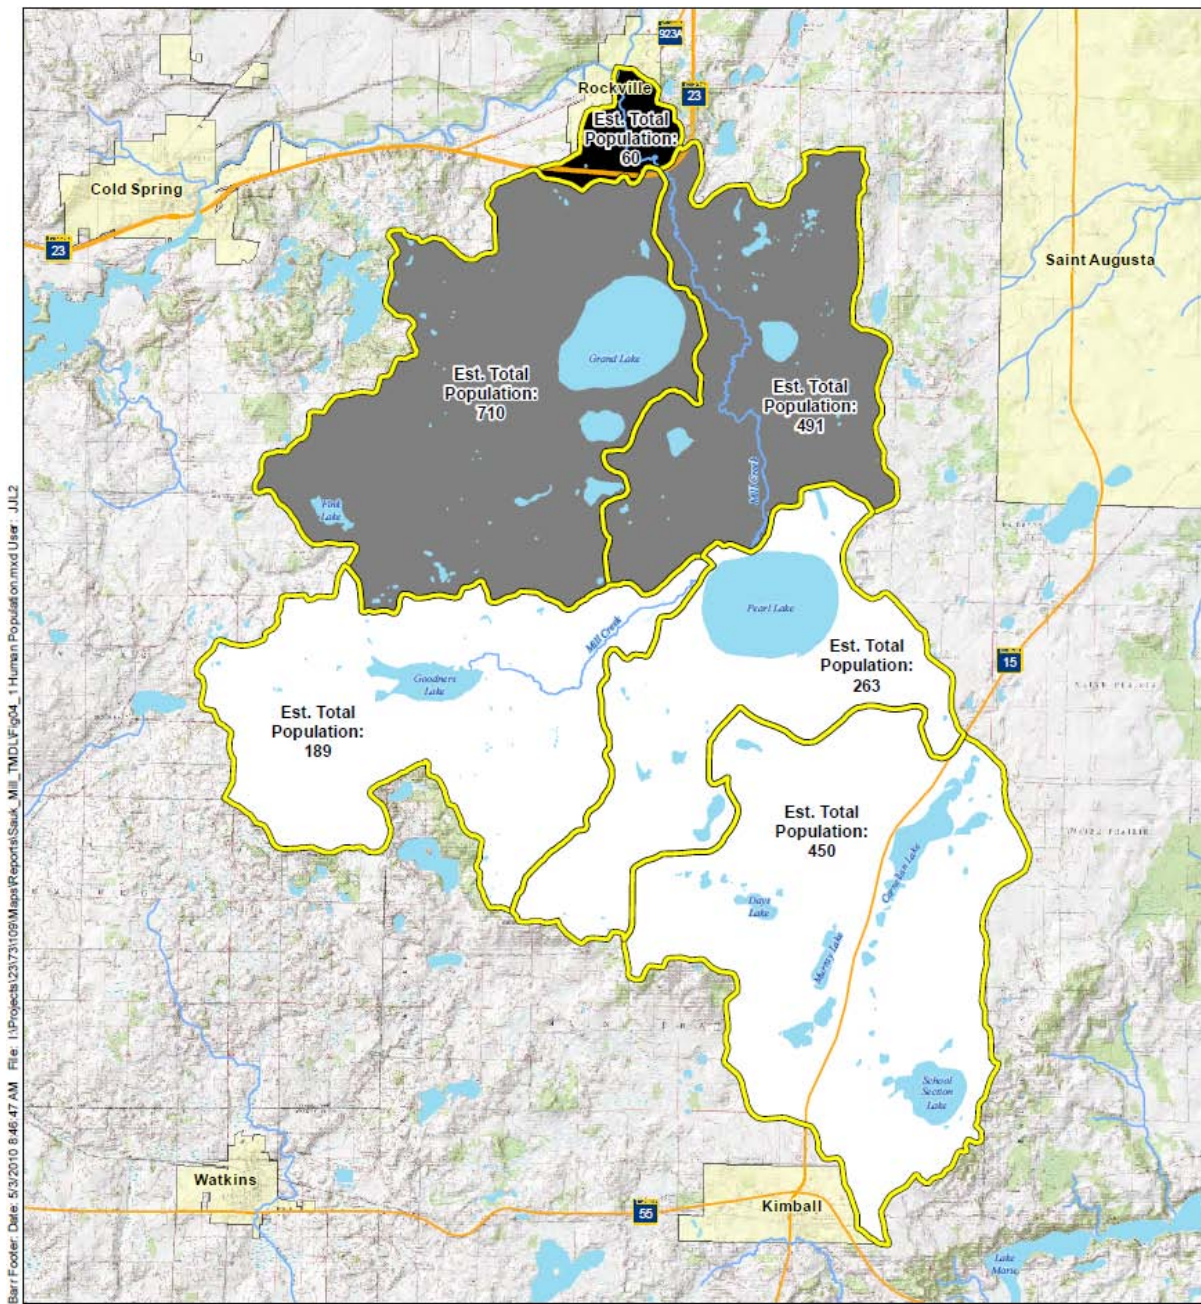 923A
Rockville
23
Est. Total
Population:
60
Cold Spring
23
Saint Augusta
Grand Lake
Est. Total
Population:
710
Est. Total
Population:
491
Mill Creek
Pearl Lake
Mill Creek
Goodners
Lake
Est. Total
Population:
263
15
Est. Total
Population:
189
Est. Total
Population:
450
Carnelian Lake
Days
Lake
Murray Lake
School
Section
Lake
Watkins
Kimball
55
Lake
Maria
Barr Footer: Date: 5/3/2010 8:46:47 AM File: I:\Projects\23\73\109\Maps\Reports\Sauk_Mill_TMDL\Fig04_1 Human Population.mxd User: JJL2